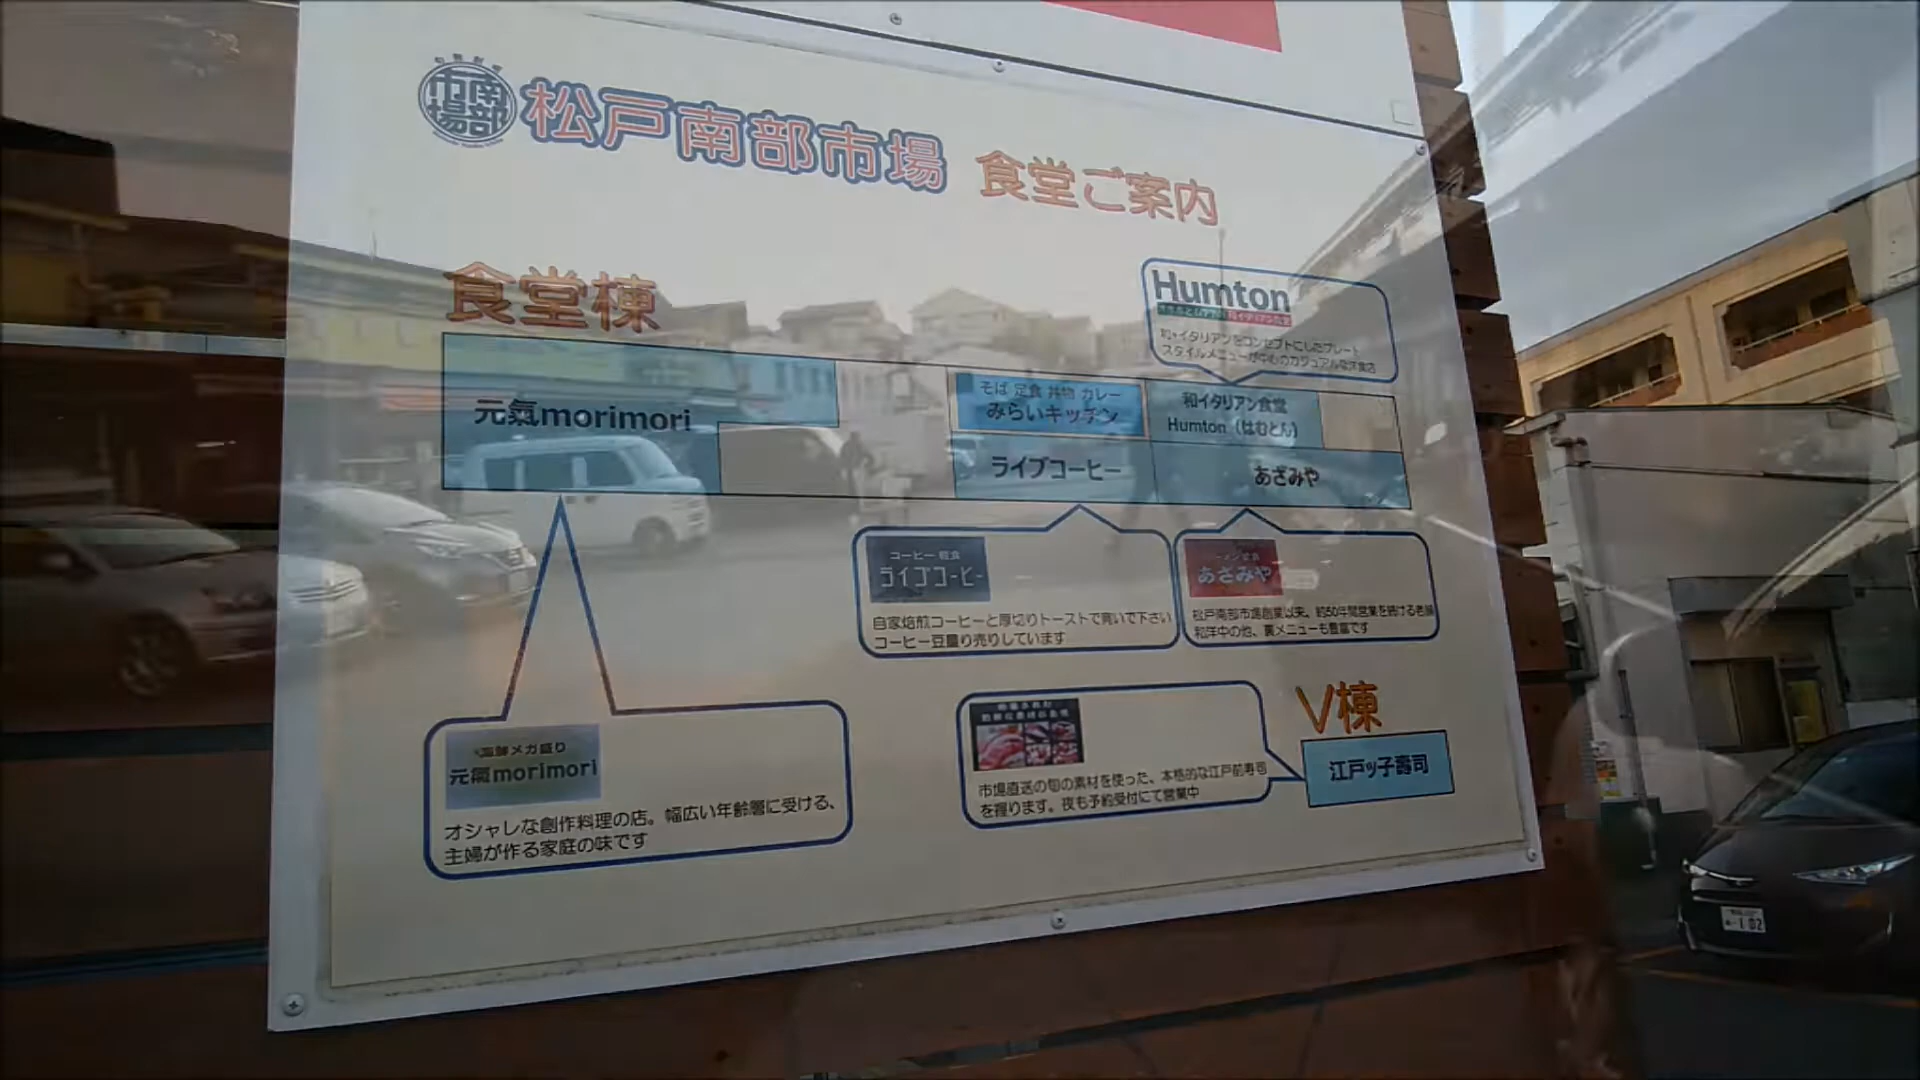 南部市場
松戸南部市場 食堂ご案内
食堂棟
Humton
和+イタリアンをコンセプトにしたプレート
スタイルメニューが中心のカジュアルな洋食店
元氣morimori
そば 定食 丼物 カレー
みらいキッチン
和イタリアン食堂
Humton（はむとん）
ライブコーヒー
あざみや
コーヒー 軽食
ライブコーヒー
自家焙煎コーヒーと厚切りトーストで寛いで下さい
コーヒー豆量り売りしています
ラーメン 定食
あざみや
松戸南部市場創業以来、約50年間営業を続ける老舗
和洋中の他、裏メニューも豊富です
海鮮メガ盛り
元氣morimori
オシャレな創作料理の店。幅広い年齢層に受ける、
主婦が作る家庭の味です
市場直送の旬の素材を使った、本格的な江戸前寿司
を握ります。夜も予約受付にて営業中
V棟
江戸ッ子壽司
1 02